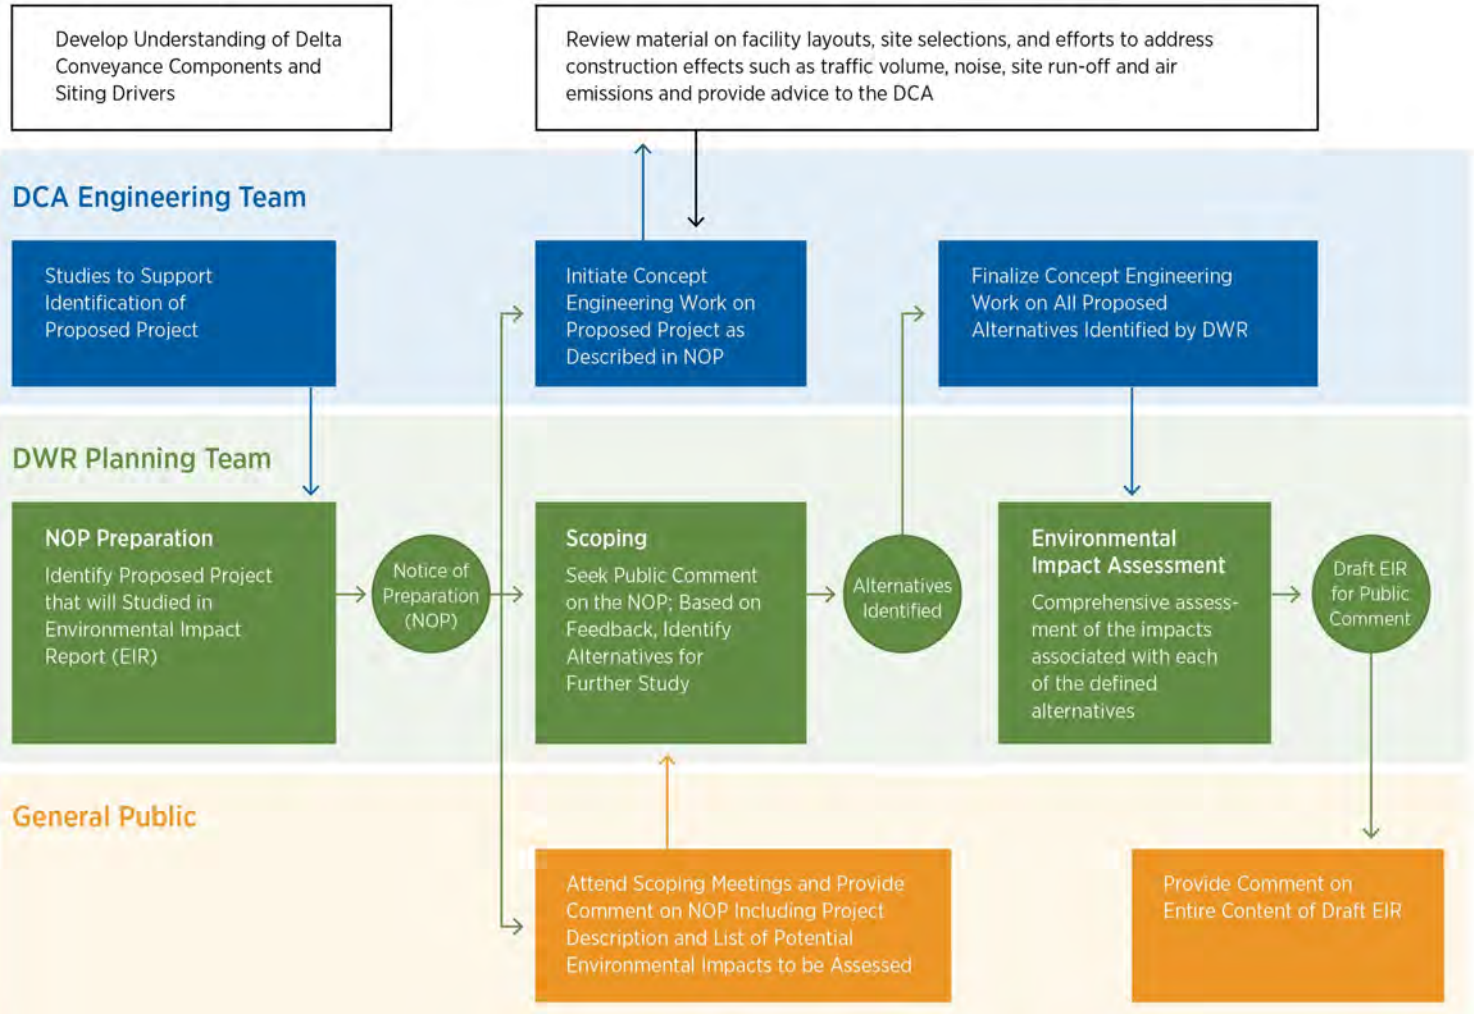 Develop Understanding of Delta
Conveyance Components and
Siting Drivers
Review material on facility layouts, site selections, and efforts to address
construction effects such as traffic volume, noise, site run-off and air
emissions and provide advice to the DCA
DCA Engineering Team
Studies to Support
Identification of
Proposed Project
Initiate Concept
Engineering Work on
Proposed Project as
Described in NOP
Finalize Concept Engineering
Work on All Proposed
Alternatives Identified by DWR
DWR Planning Team
NOP Preparation
Identify Proposed Project
that will Studied in
Environmental Impact
Report (EIR)
Notice of
Preparation
(NOP)
Scoping
Seek Public Comment
on the NOP; Based on
Feedback, Identify
Alternatives for
Further Study
Alternatives
Identified
Environmental
Impact Assessment
Comprehensive assess-
ment of the impacts
associated with each
of the defined
alternatives
Draft EIR
for Public
Comment
General Public
Attend Scoping Meetings and Provide
Comment on NOP Including Project
Description and List of Potential
Environmental Impacts to be Assessed
Provide Comment on
Entire Content of Draft EIR